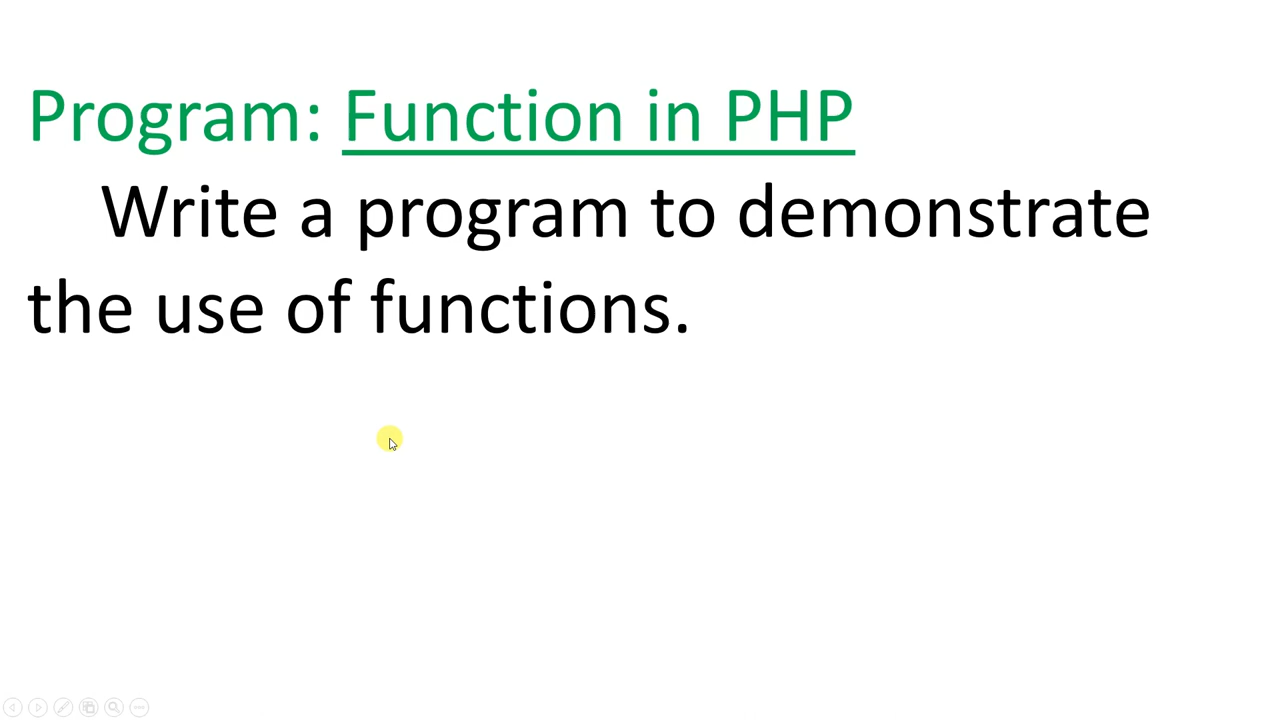 Program: Function in PHP
Write a program to demonstrate
the use of functions.